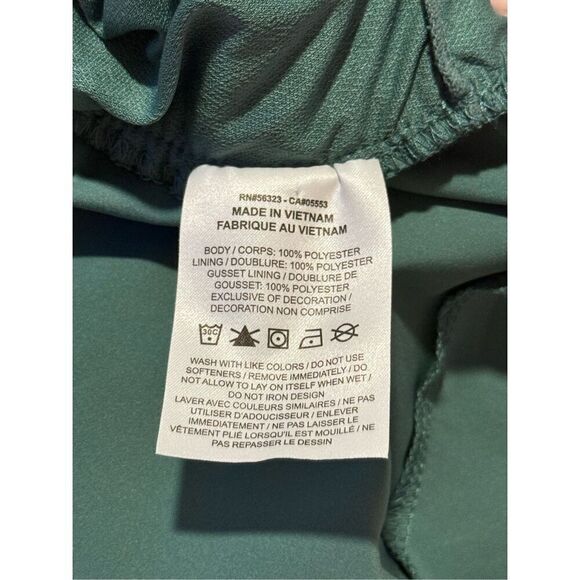 RN#56323 - CA#05553
MADE IN VIETNAM
FABRIQUE AU VIETNAM
BODY / CORPS: 100% POLYESTER
LINING / DOUBLURE: 100% POLYESTER
GUSSET LINING / DOUBLURE DE
GOUSSET: 100% POLYESTER
EXCLUSIVE OF DECORATION /
DECORATION NON COMPRISE
30C
WASH WITH LIKE COLORS / DO NOT USE
SOFTENERS / REMOVE IMMEDIATELY / DO
NOT ALLOW TO LAY ON ITSELF WHEN WET /
DO NOT IRON DESIGN
LAVER AVEC COULEURS SIMILAIRES / NE PAS
UTILISER D'ADOUCISSEUR / ENLEVER
IMMÉDIATEMENT / NE PAS LAISSER LE
VÊTEMENT PLIÉ LORSQU'IL EST MOUILLÉ / NE
PAS REPASSER LE DESSIN